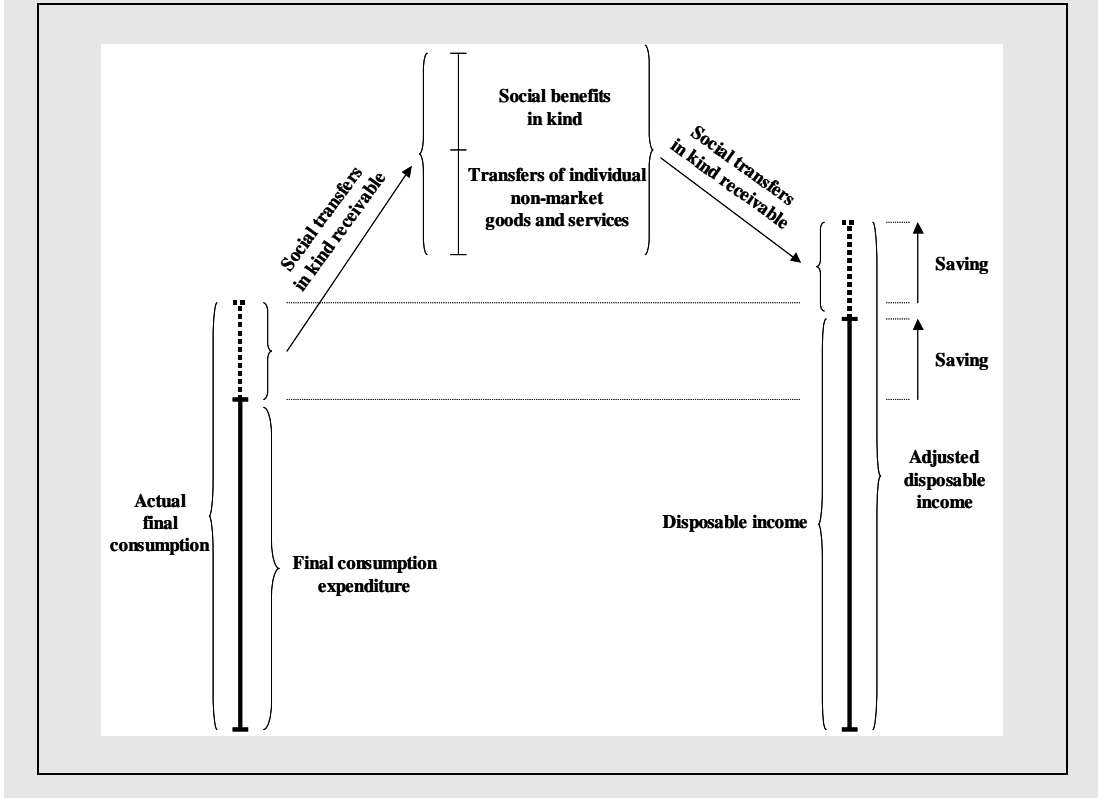 Social benefits
in kind
Transfers of individual
non-market
goods and services
Social transfers
in kind receivable
Social transfers
in kind receivable
Saving
Saving
Adjusted
disposable
income
Actual
final
consumption
Disposable income
Final consumption
expenditure